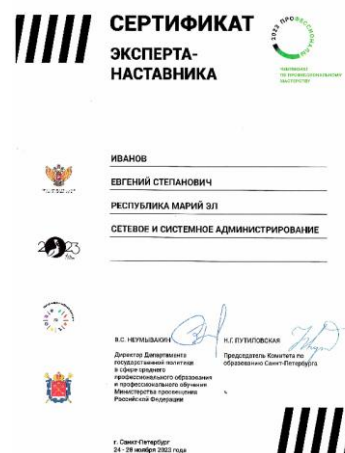 СЕРТИФИКАТ
ЭКСПЕРТА-
НАСТАВНИКА
2023 ПРОФЕССИОНАЛЫ
ЧЕМПИОНАТ
ПО ПРОФЕССИОНАЛЬНОМУ
МАСТЕРСТВУ
ИВАНОВ
ЕВГЕНИЙ СТЕПАНОВИЧ
РЕСПУБЛИКА МАРИЙ ЭЛ
СЕТЕВОЕ И СИСТЕМНОЕ АДМИНИСТРИРОВАНИЕ
2023
В.С. НЕУМЫВАКИН
Директор Департамента
государственной политики
в сфере среднего
профессионального образования
и профессионального обучения
Министерства просвещения
Российской Федерации
Н.Г. ПУТИЛОВСКАЯ
Председатель Комитета по
образованию Санкт-Петербурга
г. Санкт-Петербург
24 - 29 ноября 2023 года